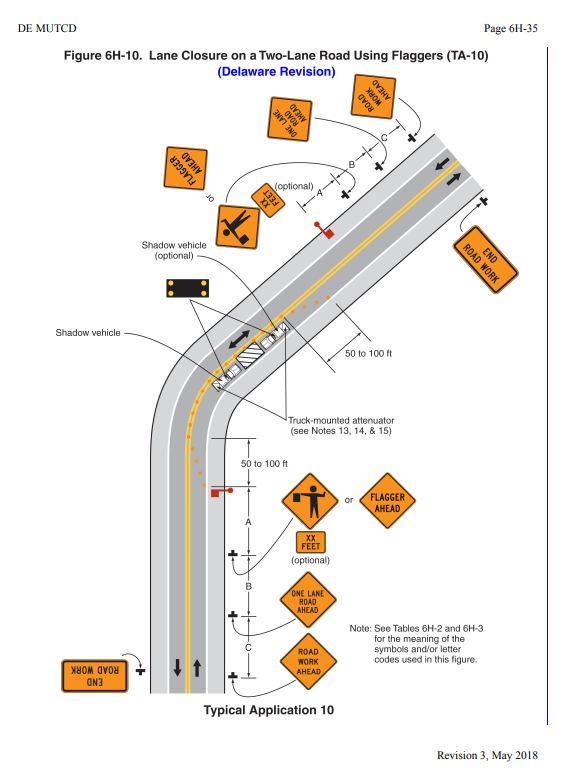 DE MUTCD
Page 6H-35
Figure 6H-10. Lane Closure on a Two-Lane Road Using Flaggers (TA-10)
(Delaware Revision)
ROAD
WORK
AHEAD
ONE LANE
ROAD
AHEAD
C
B
A
FLAGGER
AHEAD
or
XX
FEET
(optional)
Shadow vehicle
(optional)
END
ROAD WORK
Shadow vehicle
50 to 100 ft
Truck-mounted attenuator
(see Notes 13, 14, & 15)
50 to 100 ft
A
or
FLAGGER
AHEAD
XX
FEET
(optional)
B
ONE LANE
ROAD
AHEAD
C
ROAD
WORK
AHEAD
Note: See Tables 6H-2 and 6H-3
for the meaning of the
symbols and/or letter
codes used in this figure.
END
ROAD WORK
Typical Application 10
Revision 3, May 2018